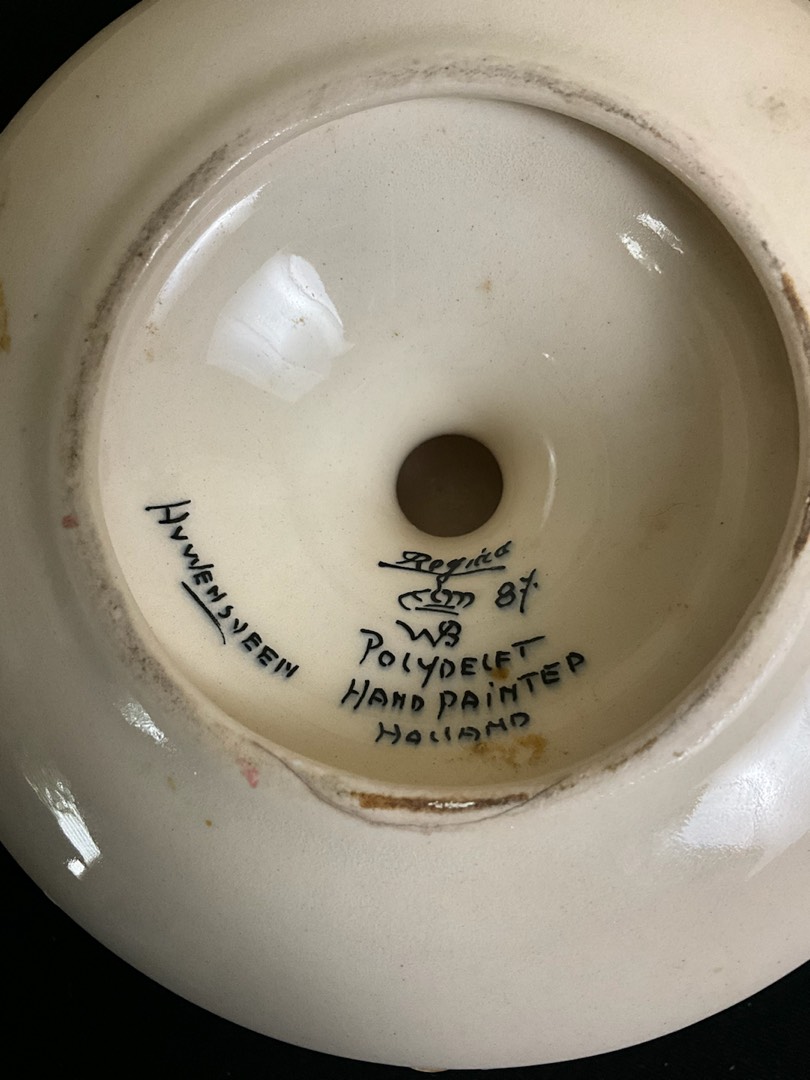 HUWENSVEEN
Regina
87.
WB
POLYDELFT
HAND PAINTED
HOLLAND